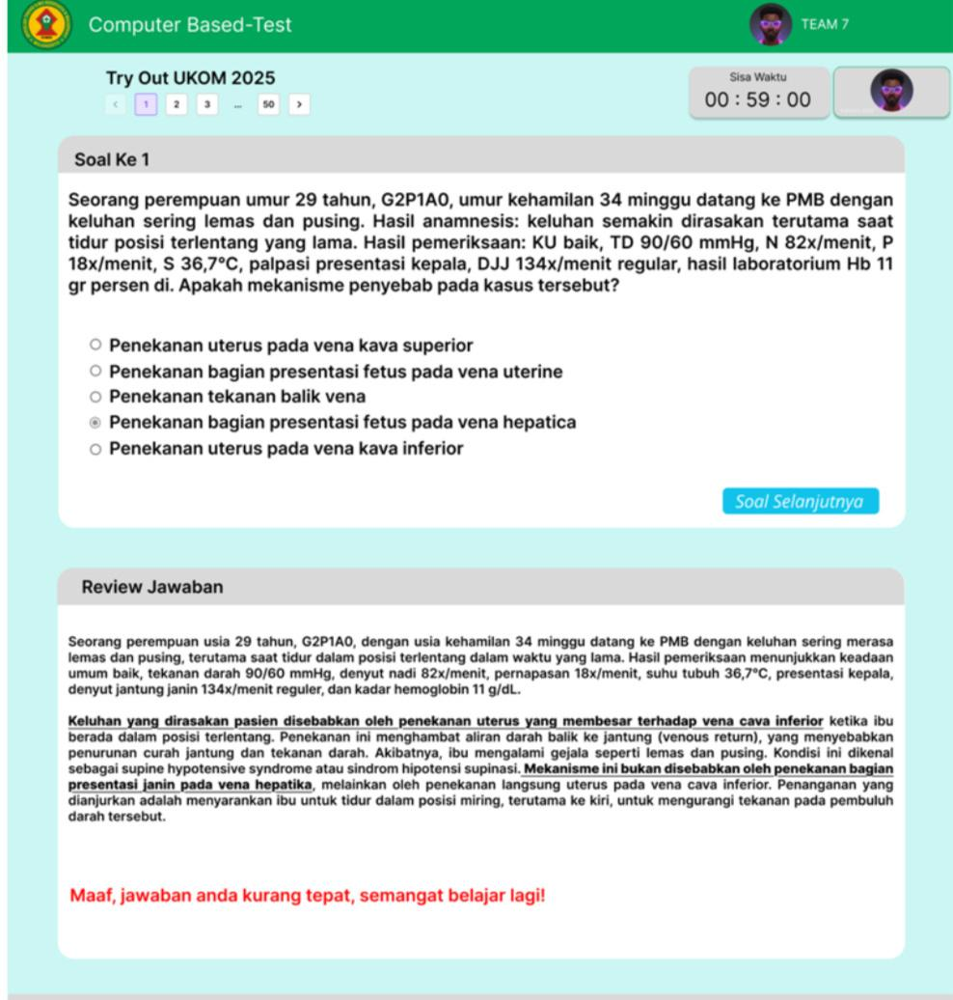 Computer Based-Test
TEAM 7
Try Out UKOM 2025
< 1 2 3 ... 50 >
Sisa Waktu
00 : 59 : 00
Soal Ke 1
Seorang perempuan umur 29 tahun, G2P1A0, umur kehamilan 34 minggu datang ke PMB dengan
keluhan sering lemas dan pusing. Hasil anamnesis: keluhan semakin dirasakan terutama saat
tidur posisi terlentang yang lama. Hasil pemeriksaan: KU baik, TD 90/60 mmHg, N 82x/menit, P
18x/menit, S 36,7°C, palpasi presentasi kepala, DJJ 134x/menit regular, hasil laboratorium Hb 11
gr persen di. Apakah mekanisme penyebab pada kasus tersebut?
Penekanan uterus pada vena kava superior
Penekanan bagian presentasi fetus pada vena uterine
Penekanan tekanan balik vena
Penekanan bagian presentasi fetus pada vena hepatica
Penekanan uterus pada vena kava inferior
Soal Selanjutnya
Review Jawaban
Seorang perempuan usia 29 tahun, G2P1A0, dengan usia kehamilan 34 minggu datang ke PMB dengan keluhan sering merasa
lemas dan pusing, terutama saat tidur dalam posisi terlentang dalam waktu yang lama. Hasil pemeriksaan menunjukkan keadaan
umum baik, tekanan darah 90/60 mmHg, denyut nadi 82x/menit, pernapasan 18x/menit, suhu tubuh 36,7°C, presentasi kepala,
denyut jantung janin 134x/menit reguler, dan kadar hemoglobin 11 g/dL.
Keluhan yang dirasakan pasien disebabkan oleh penekanan uterus yang membesar terhadap vena cava inferior ketika ibu
berada dalam posisi terlentang. Penekanan ini menghambat aliran darah balik ke jantung (venous return), yang menyebabkan
penurunan curah jantung dan tekanan darah. Akibatnya, ibu mengalami gejala seperti lemas dan pusing. Kondisi ini dikenal
sebagai supine hypotensive syndrome atau sindrom hipotensi supinasi. Mekanisme ini bukan disebabkan oleh penekanan bagian
presentasi janin pada vena hepatika, melainkan oleh penekanan langsung uterus pada vena cava inferior. Penanganan yang
dianjurkan adalah menyarankan ibu untuk tidur dalam posisi miring, terutama ke kiri, untuk mengurangi tekanan pada pembuluh
darah tersebut.
Maaf, jawaban anda kurang tepat, semangat belajar lagi!